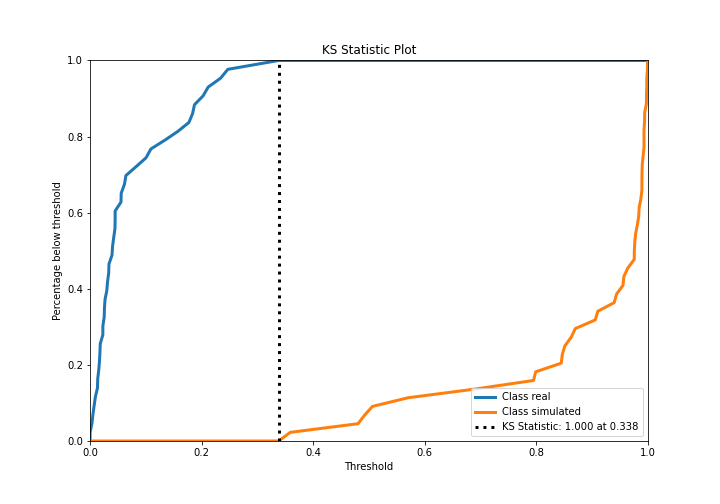 KS Statistic Plot
Percentage below threshold
1.0
0.8
0.6
0.4
0.2
0.0
0.0 0.2 0.4 0.6 0.8 1.0
Threshold
Class real
Class simulated
KS Statistic: 1.000 at 0.338